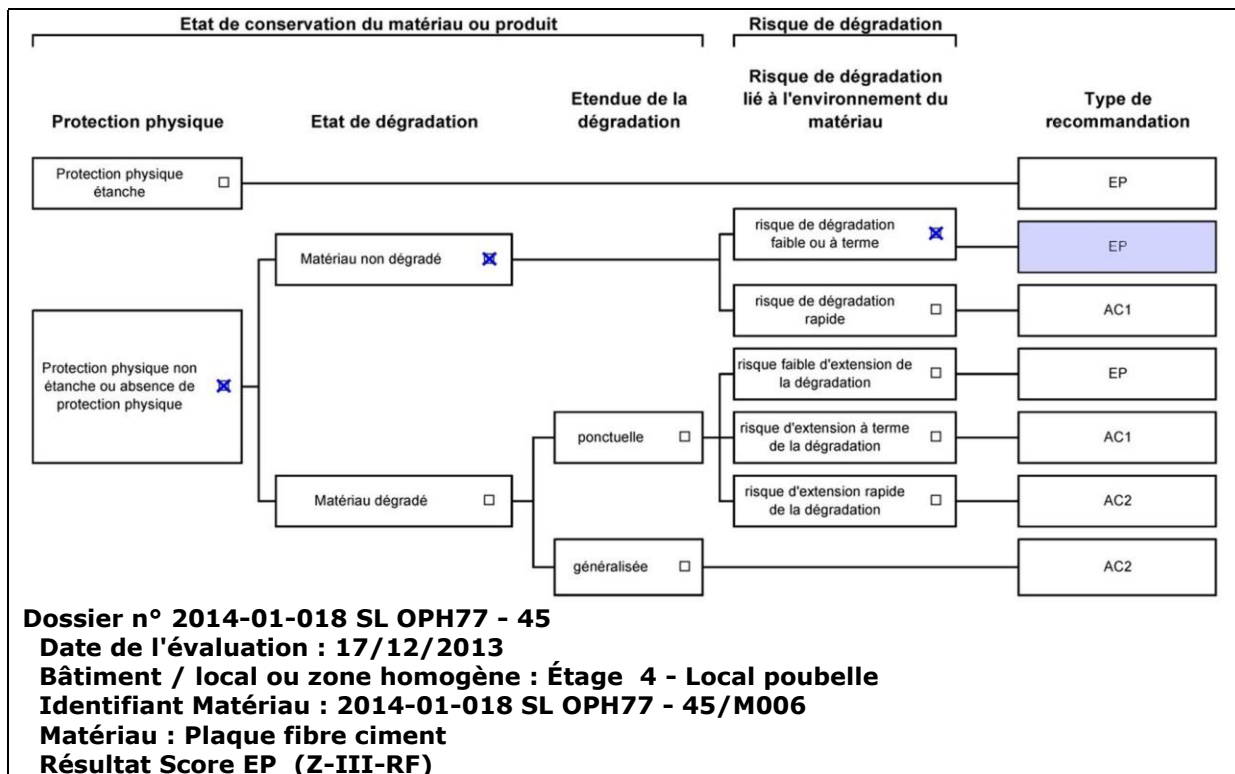 Etat de conservation du matériau ou produit
Risque de dégradation
Protection physique
Etat de dégradation
Etendue de la
dégradation
Risque de dégradation
lié à l'environnement du
matériau
Type de
recommandation
Protection physique
étanche
EP
risque de dégradation
faible ou à terme
EP
Matériau non dégradé
risque de dégradation
rapide
AC1
Protection physique non
étanche ou absence de
protection physique
risque faible d'extension de
la dégradation
EP
ponctuelle
risque d'extension à terme
de la dégradation
AC1
Matériau dégradé
risque d'extension rapide
de la dégradation
AC2
généralisée
AC2
Dossier n° 2014-01-018 SL OPH77 - 45
Date de l'évaluation : 17/12/2013
Bâtiment / local ou zone homogène : Étage 4 - Local poubelle
Identifiant Matériau : 2014-01-018 SL OPH77 - 45/M006
Matériau : Plaque fibre ciment
Résultat Score EP (Z-III-RF)